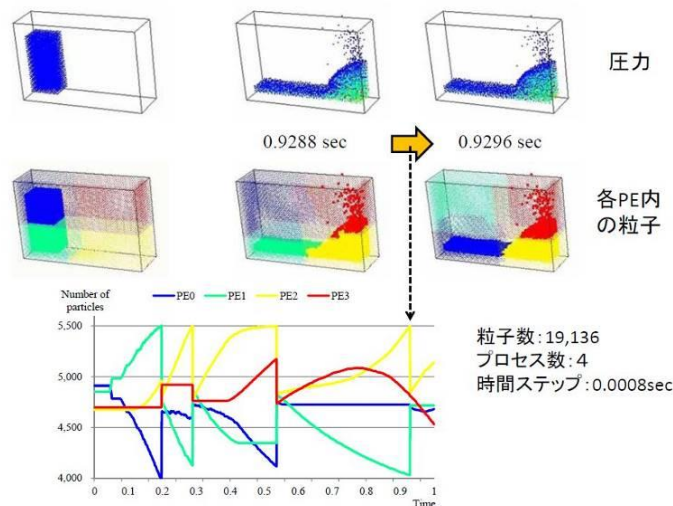 圧力
0.9288 sec
0.9296 sec
各PE内
の粒子
Number of
particles
PE0 PE1 PE2 PE3
5,500
5,000
4,500
4,000
0 0.1 0.2 0.3 0.4 0.5 0.6 0.7 0.8 0.9 1
Time
粒子数:19,136
プロセス数:4
時間ステップ:0.0008sec